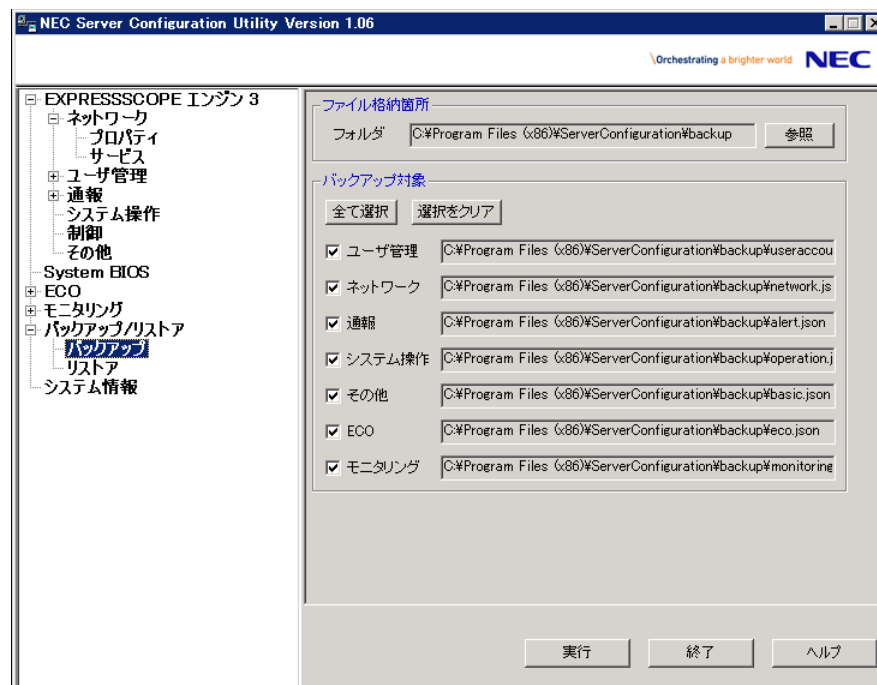 NEC Server Configuration Utility Version 1.06
\Orchestrating a brighter world NEC
EXPRESSSCOPE エンジン 3
ネットワーク
プロパティ
サービス
ユーザ管理
通報
システム操作
制御
その他
System BIOS
ECO
モニタリング
バックアップ/リストア
バックアップ
リストア
システム情報
ファイル格納箇所
フォルダ C:¥Program Files (x86)¥ServerConfiguration¥backup 参照
バックアップ対象
全て選択 選択をクリア
ユーザ管理 C:¥Program Files (x86)¥ServerConfiguration¥backup¥useraccou
ネットワーク C:¥Program Files (x86)¥ServerConfiguration¥backup¥network.js
通報 C:¥Program Files (x86)¥ServerConfiguration¥backup¥alert.json
システム操作 C:¥Program Files (x86)¥ServerConfiguration¥backup¥operation.j
その他 C:¥Program Files (x86)¥ServerConfiguration¥backup¥basic.json
ECO C:¥Program Files (x86)¥ServerConfiguration¥backup¥eco.json
モニタリング C:¥Program Files (x86)¥ServerConfiguration¥backup¥monitoring
実行 終了 ヘルプ